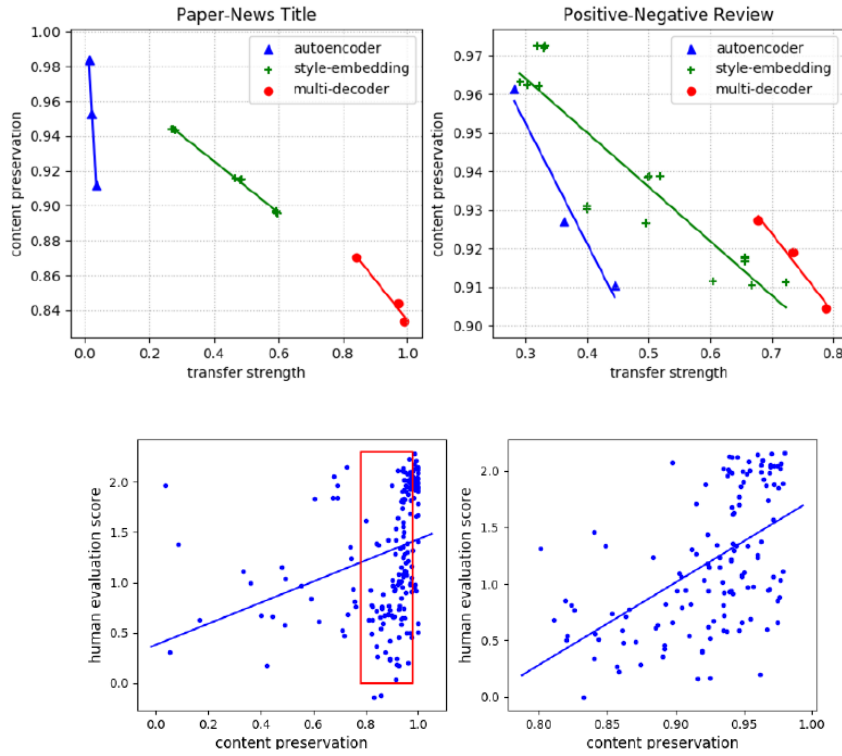 Paper-News Title
1.00
0.98
0.96
0.94
0.92
0.90
0.88
0.86
0.84
content preservation
autoencoder
style-embedding
multi-decoder
0.0 0.2 0.4 0.6 0.8 1.0
transfer strength
Positive-Negative Review
0.97
0.96
0.95
0.94
0.93
0.92
0.91
0.90
content preservation
autoencoder
style-embedding
multi-decoder
0.3 0.4 0.5 0.6 0.7 0.8
transfer strength
2.0
1.5
1.0
0.5
0.0
human evaluation score
0.0 0.2 0.4 0.6 0.8 1.0
content preservation
2.0
1.5
1.0
0.5
0.0
human evaluation score
0.80 0.85 0.90 0.95 1.00
content preservation